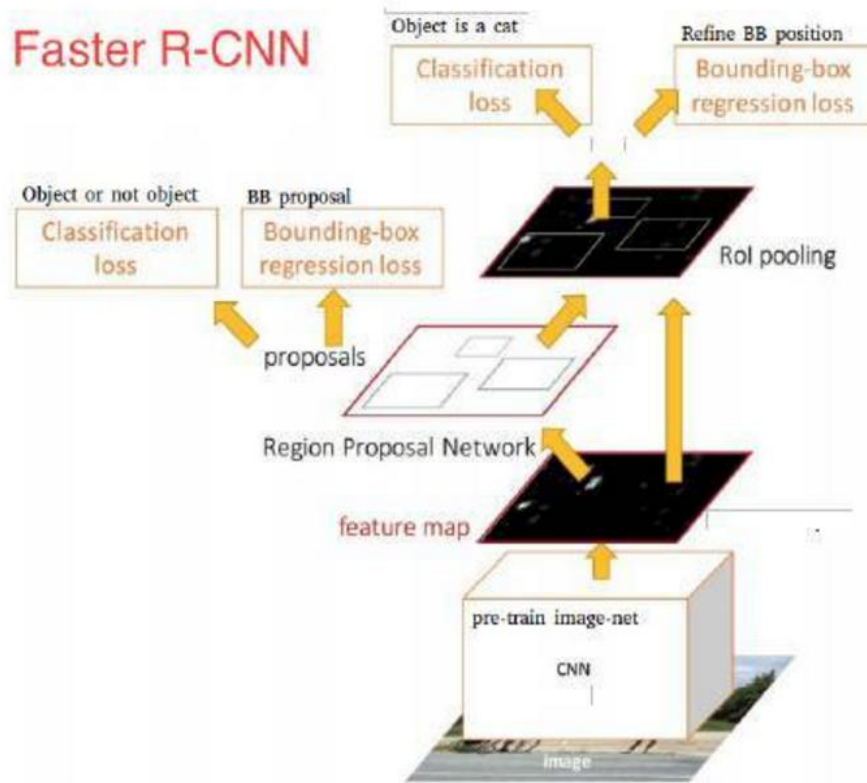 Faster R-CNN
Object is a cat
Classification
loss
Refine BB position
Bounding-box
regression loss
Object or not object
Classification
loss
BB proposal
Bounding-box
regression loss
RoI pooling
proposals
Region Proposal Network
feature map
pre-train image-net
CNN
image